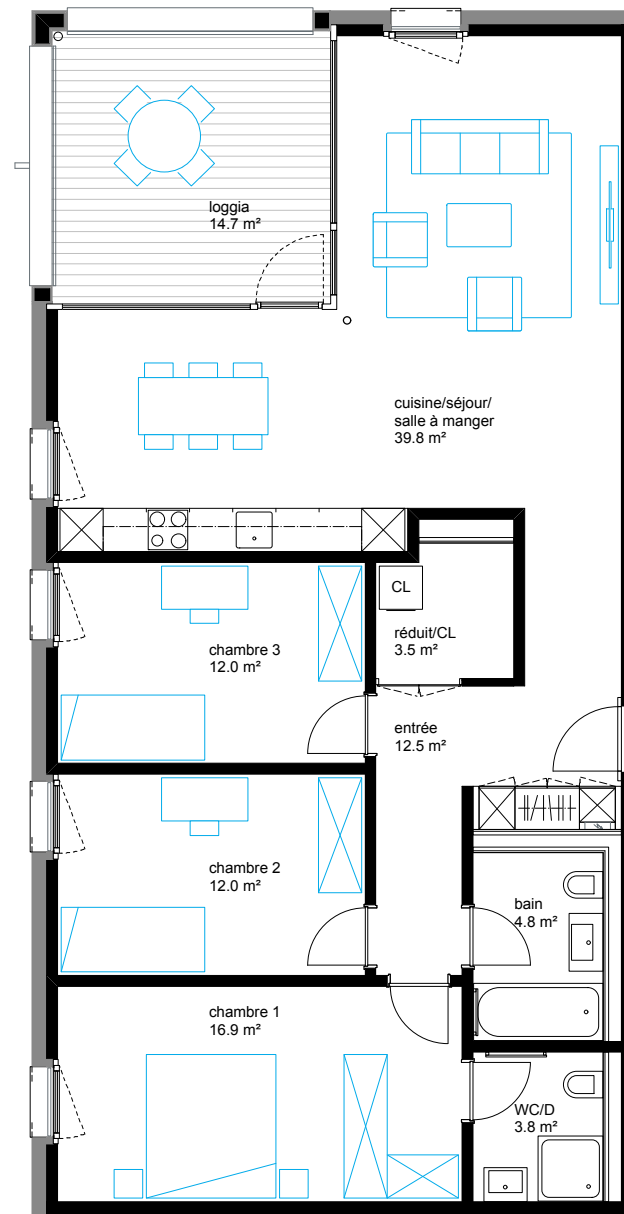 loggia
14.7 m²
cuisine/séjour/
salle à manger
39.8 m²
CL
réduit/CL
3.5 m²
chambre 3
12.0 m²
entrée
12.5 m²
chambre 2
12.0 m²
bain
4.8 m²
chambre 1
16.9 m²
WC/D
3.8 m²